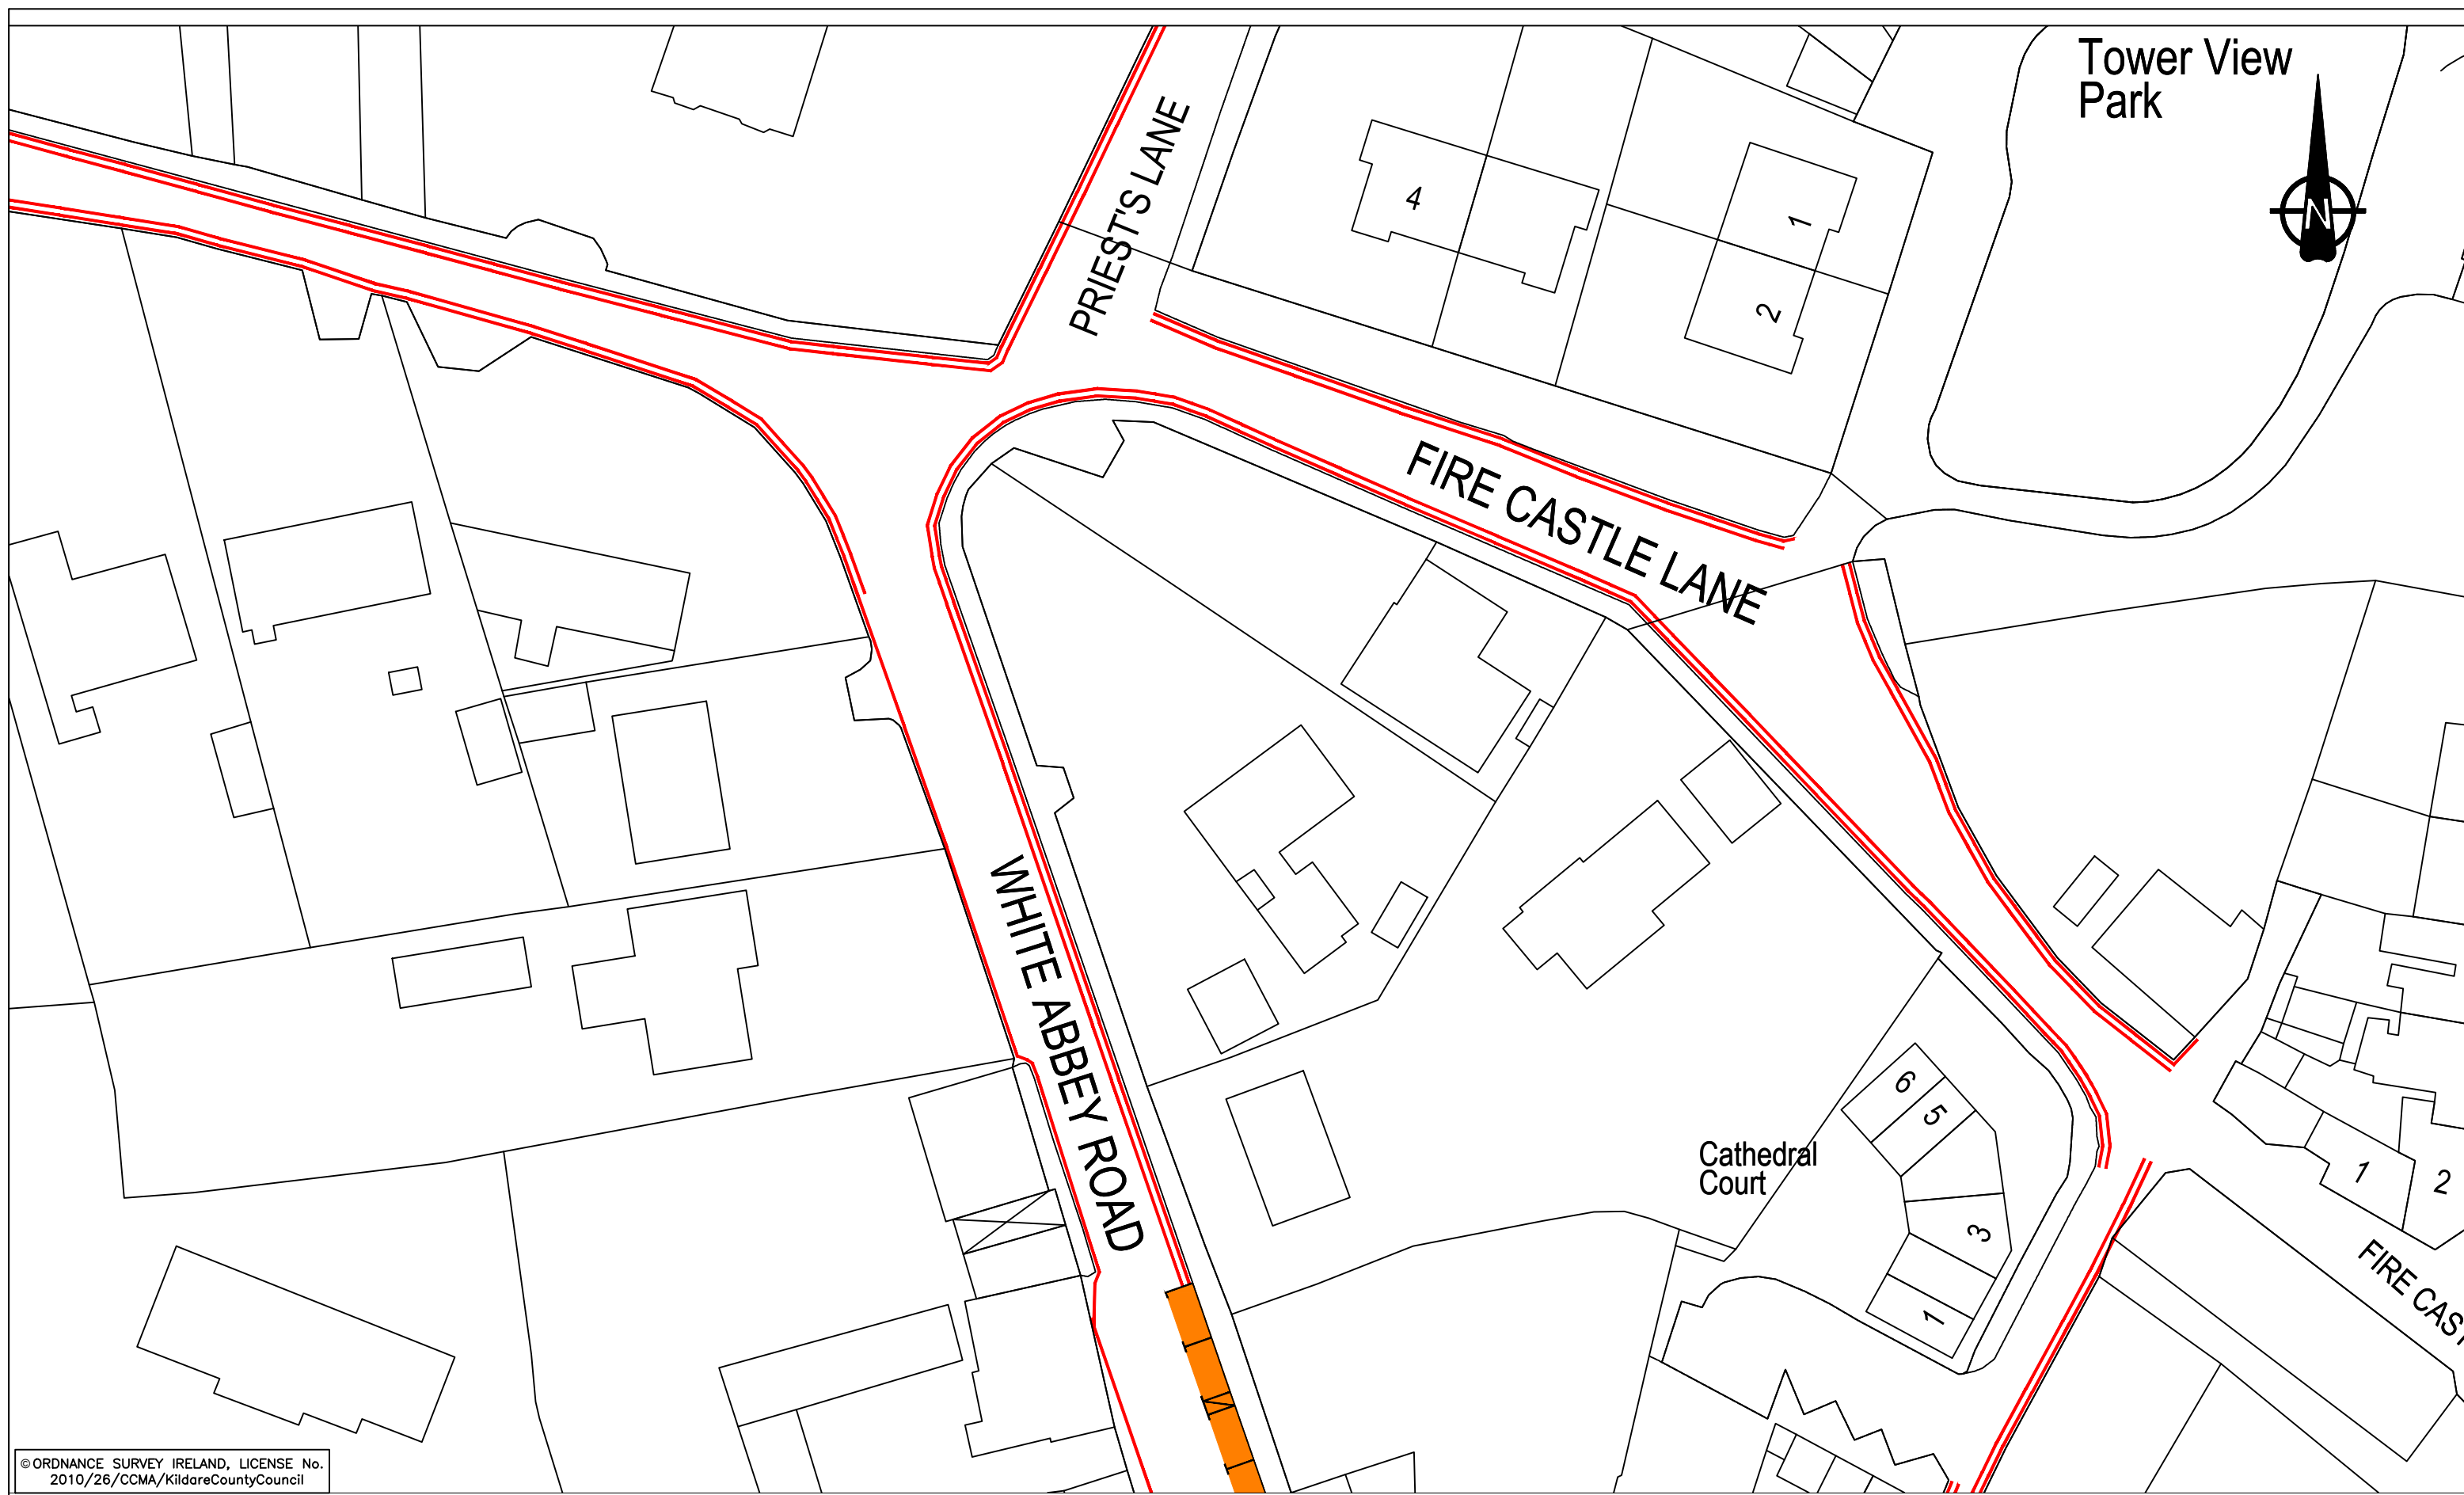 Tower View
Park
N
PRIEST'S LANE
4
1
2
FIRE CASTLE LANE
WHITE ABBEY ROAD
Cathedral
Court
6
5
3
1
1
2
FIRE CAST
© ORDNANCE SURVEY IRELAND, LICENSE No.
2010/26/CCMA/KildareCountyCouncil